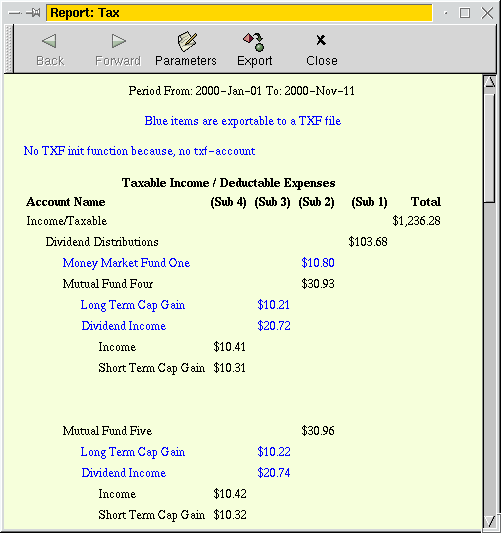 Report: Tax
Back Forward Parameters Export Close
Period From: 2000-Jan-01 To: 2000-Nov-11
Blue items are exportable to a TXF file
No TXF init function because, no txf-account
Taxable Income / Deductable Expenses
Account Name (Sub 4) (Sub 3) (Sub 2) (Sub 1) Total
Income/Taxable $1,236.28
Dividend Distributions $103.68
Money Market Fund One $10.80
Mutual Fund Four $30.93
Long Term Cap Gain $10.21
Dividend Income $20.72
Income $10.41
Short Term Cap Gain $10.31
Mutual Fund Five $30.96
Long Term Cap Gain $10.22
Dividend Income $20.74
Income $10.42
Short Term Cap Gain $10.32